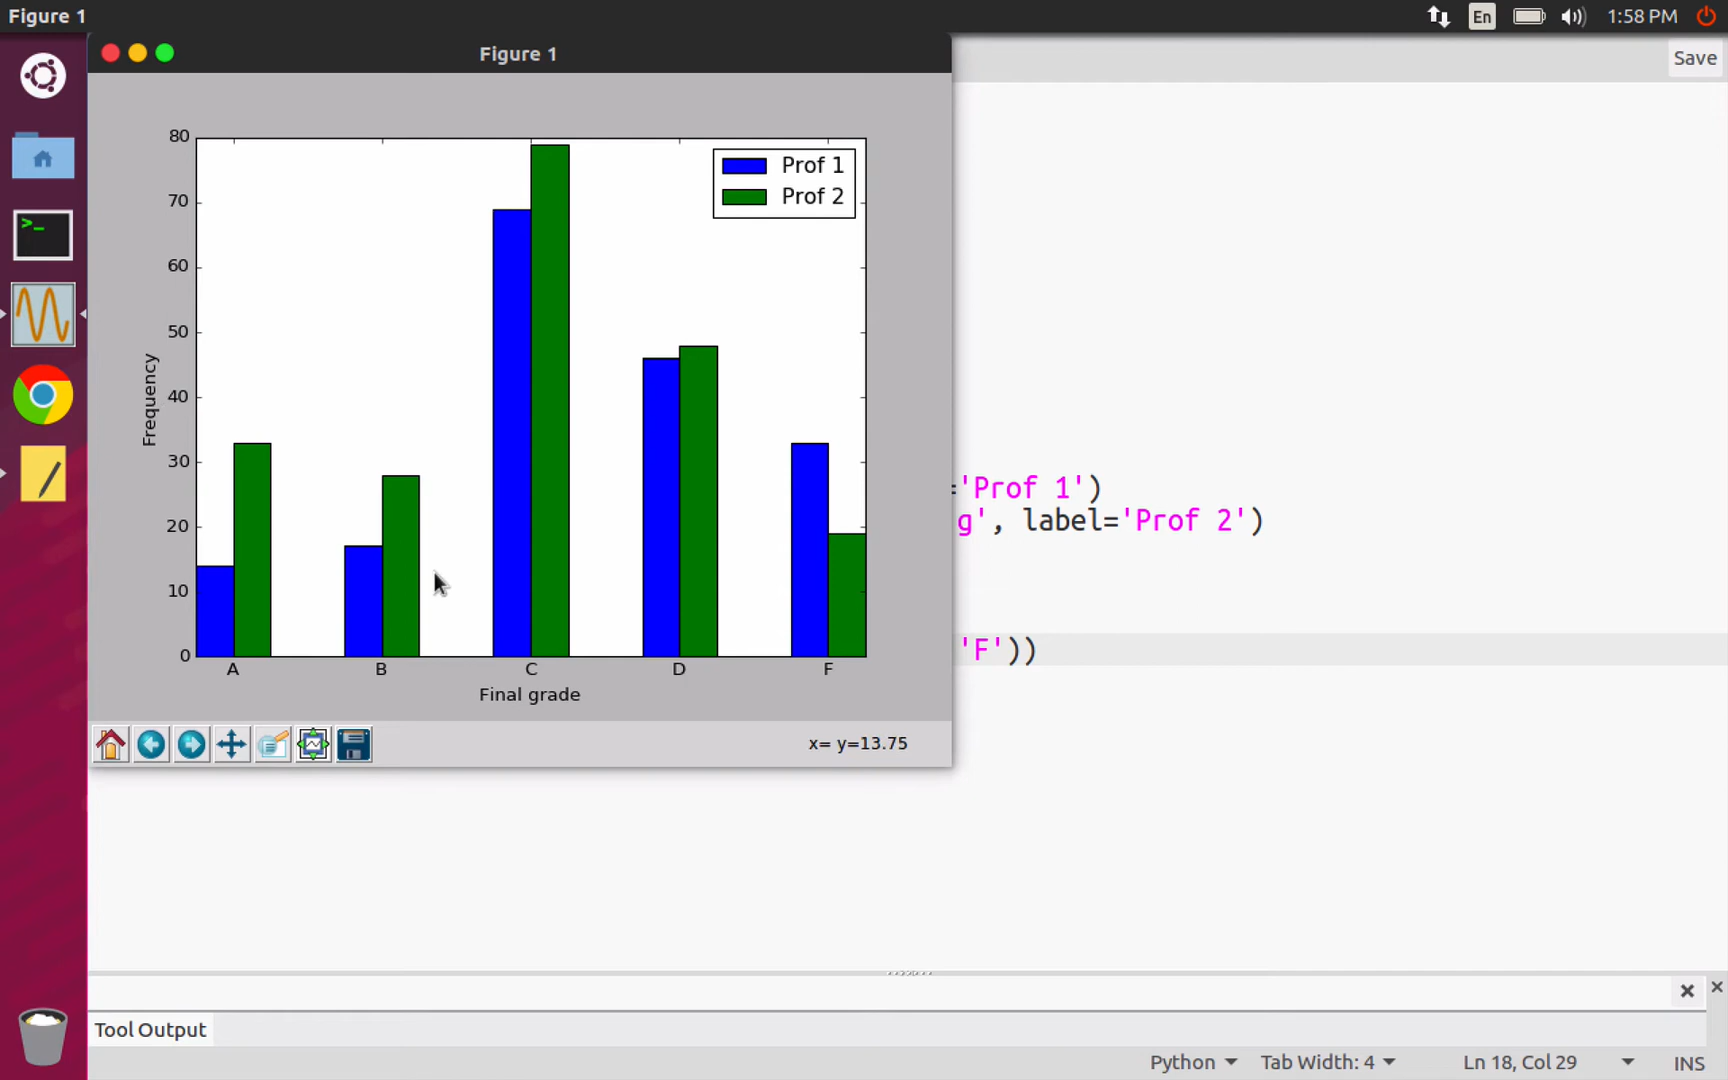 Figure 1
En
1:58 PM
Figure 1
Save
80
70
60
50
40
30
20
10
0
Frequency
Prof 1
Prof 2
A B C D F
Final grade
x= y=13.75
='Prof 1')
g', label='Prof 2')
'F'))
>_
Tool Output
Python
Tab Width: 4
Ln 18, Col 29
INS